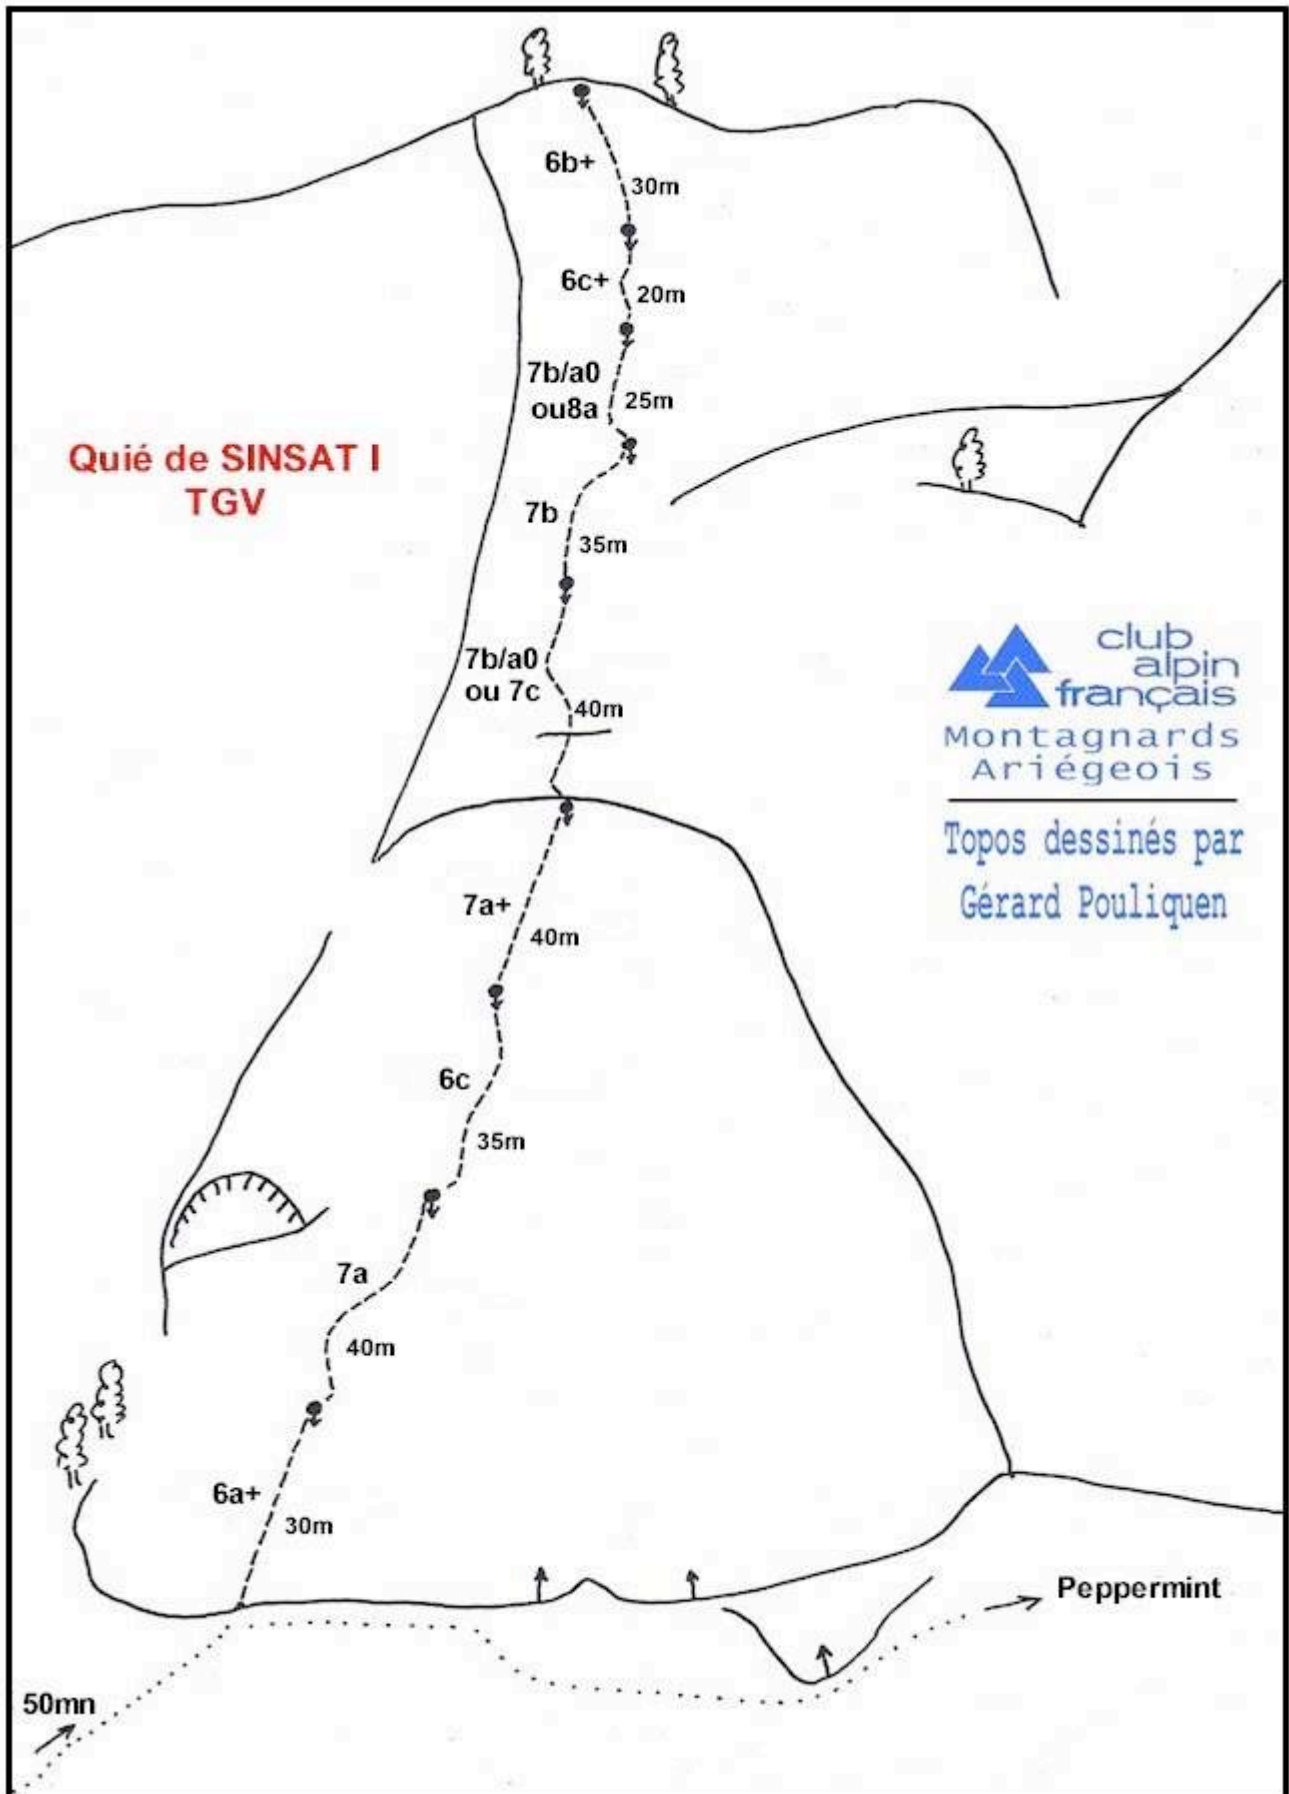 6b+
30m
6c+
20m
7b/a0
ou8a
25m
Quié de SINSAT I
TGV
7b
35m
7b/a0
ou 7c
40m
club
alpin
français
Montagnards
Ariégeois
Topos dessinés par
Gérard Pouliquen
7a+
40m
6c
35m
7a
40m
6a+
30m
Peppermint
50mn